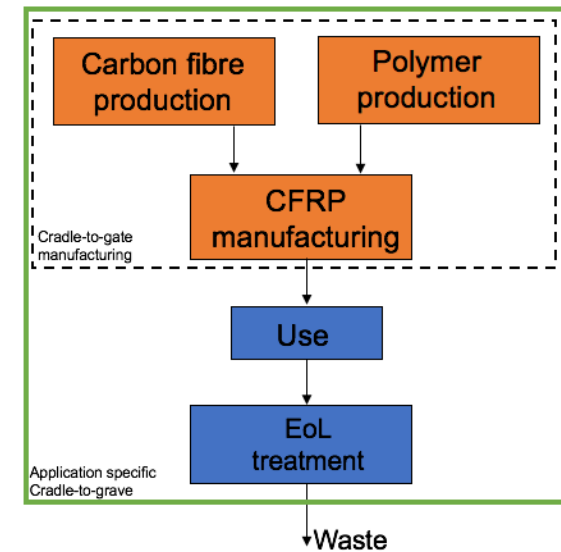 Carbon fibre
production
Polymer
production
CFRP
manufacturing
Cradle-to-gate
manufacturing
Use
EoL
treatment
Application specific
Cradle-to-grave
Waste